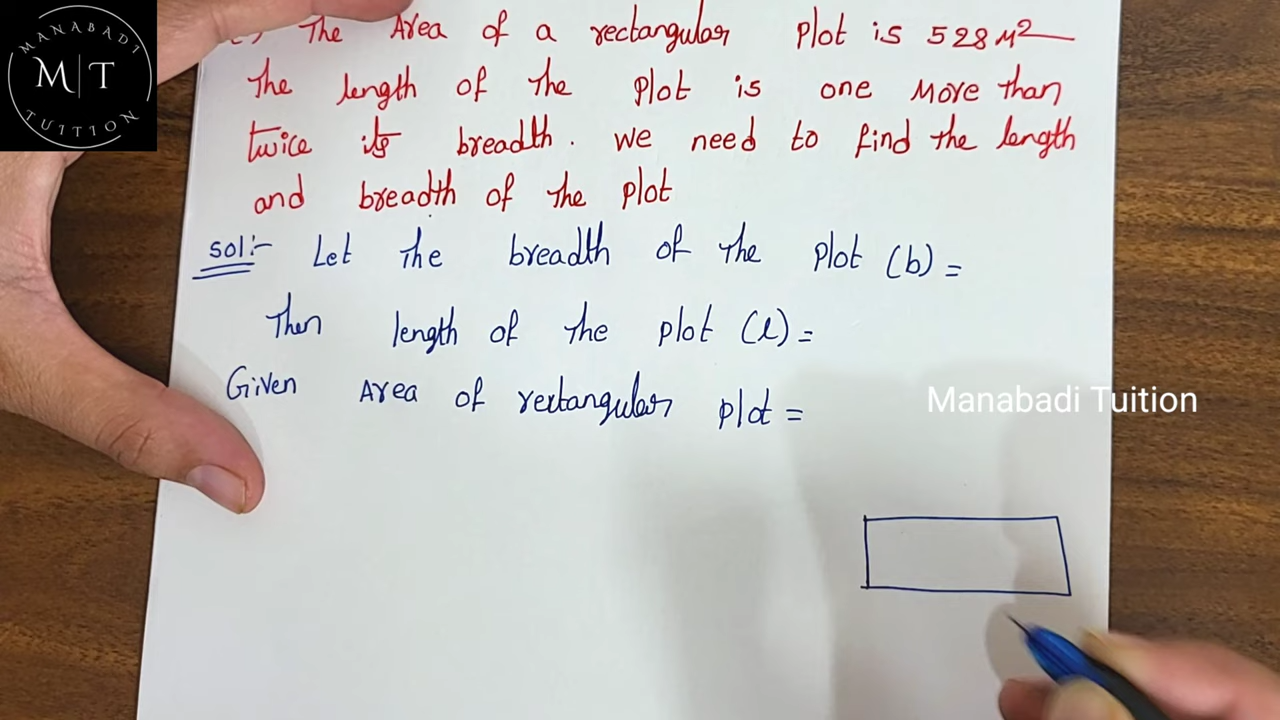 MANABADI
M|T
TUITION
The Area of a rectangular plot is 528 M²
The length of the plot is one more than
twice its breadth. we need to find the length
and breadth of the plot
Sol:- Let the breadth of the plot (b) =
Then length of the plot (l) =
Given Area of rectangular plot =
Manabadi Tuition